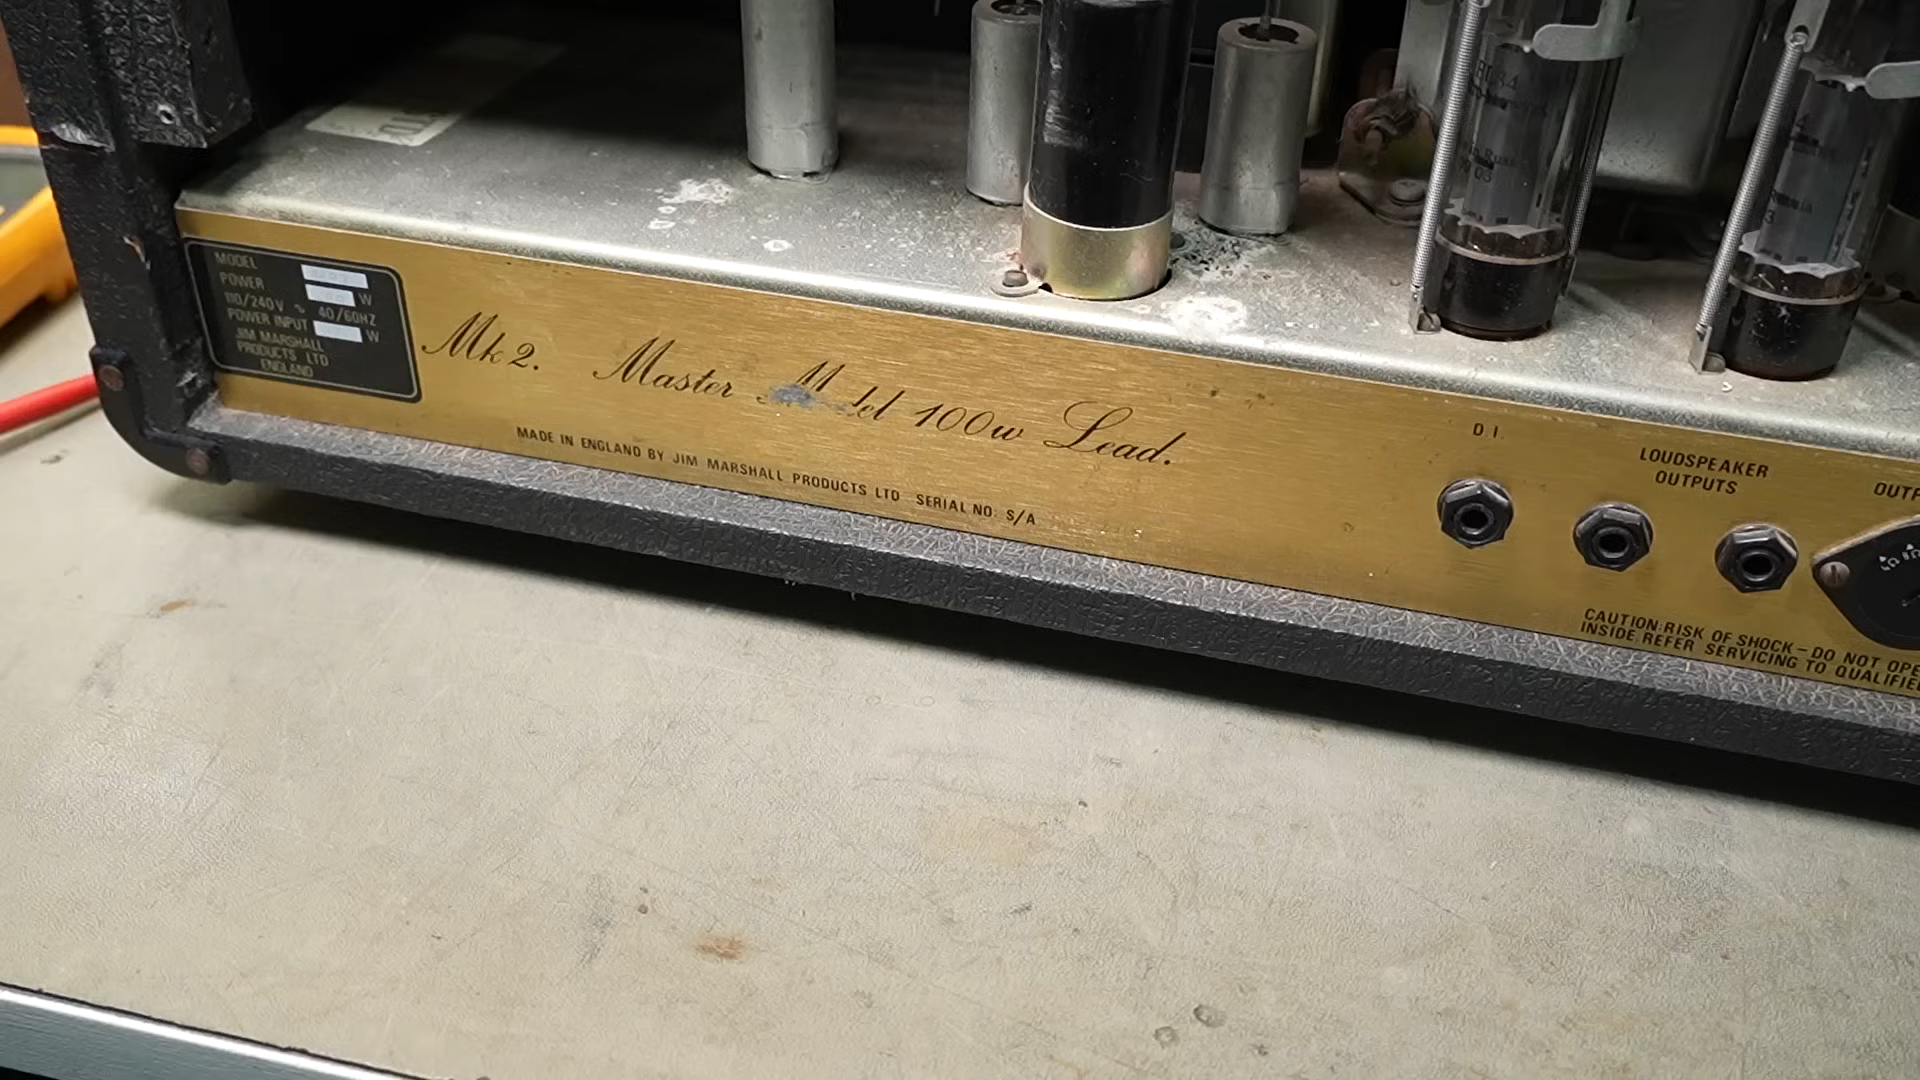 MODEL
POWER W
110/240V ∿ 40/60HZ
POWER INPUT W
JIM MARSHALL
PRODUCTS LTD
ENGLAND
Mk2. Master Model 100w Lead.
MADE IN ENGLAND BY JIM MARSHALL PRODUCTS LTD SERIAL NO: S/A
D.I.
LOUDSPEAKER
OUTPUTS
CAUTION:RISK OF SHOCK-DO NOT
INSIDE.REFER SERVICING TO